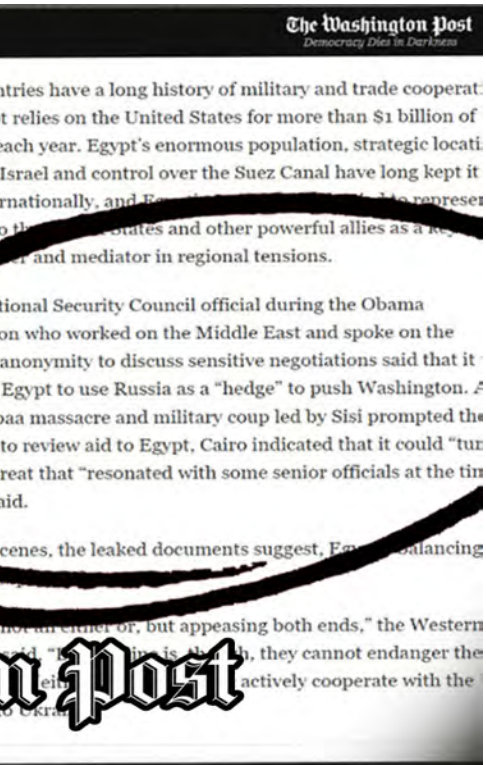 The Washington Post
Democracy Dies in Darkness
ntries have a long history of military and trade cooperat
t relies on the United States for more than $1 billion of
each year. Egypt's enormous population, strategic locati
Israel and control over the Suez Canal have long kept it
rnationally, and represen
States and other powerful allies as a
and mediator in regional tensions.
tional Security Council official during the Obama
on who worked on the Middle East and spoke on the
anonymity to discuss sensitive negotiations said that it
Egypt to use Russia as a "hedge" to push Washington. A
baa massacre and military coup led by Sisi prompted the
to review aid to Egypt, Cairo indicated that it could "tur
reat that "resonated with some senior officials at the tim
aid.
cenes, the leaked documents suggest, balancing
or, but appeasing both ends," the Western
said, is, they cannot endanger the
actively cooperate with the
n Post